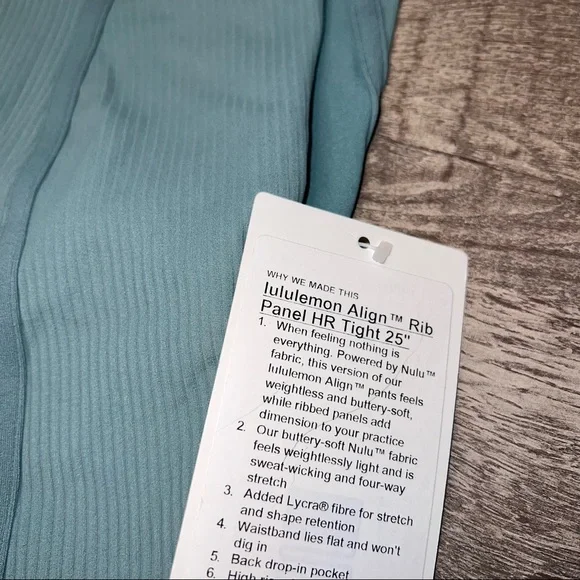 WHY WE MADE THIS
lululemon Align™ Rib
Panel HR Tight 25"
1. When feeling nothing is
everything. Powered by Nulu™
fabric, this version of our
lululemon Align™ pants feels
weightless and buttery-soft,
while ribbed panels add
dimension to your practice
2. Our buttery-soft Nulu™ fabric
feels weightlessly light and is
sweat-wicking and four-way
stretch
3. Added Lycra® fibre for stretch
and shape retention
4. Waistband lies flat and won't
dig in
5. Back drop-in pocket
6. High